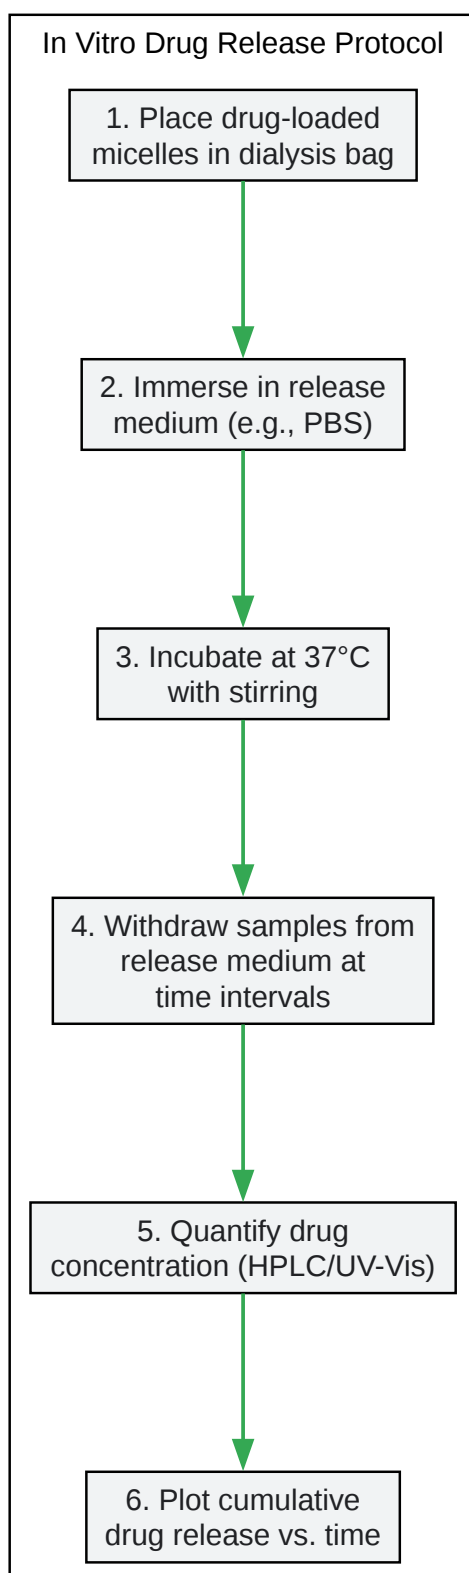 In Vitro Drug Release Protocol
1. Place drug-loaded
micelles in dialysis bag
2. Immerse in release
medium (e.g., PBS)
3. Incubate at 37°C
with stirring
4. Withdraw samples from
release medium at
time intervals
5. Quantify drug
concentration (HPLC/UV-Vis)
6. Plot cumulative
drug release vs. time